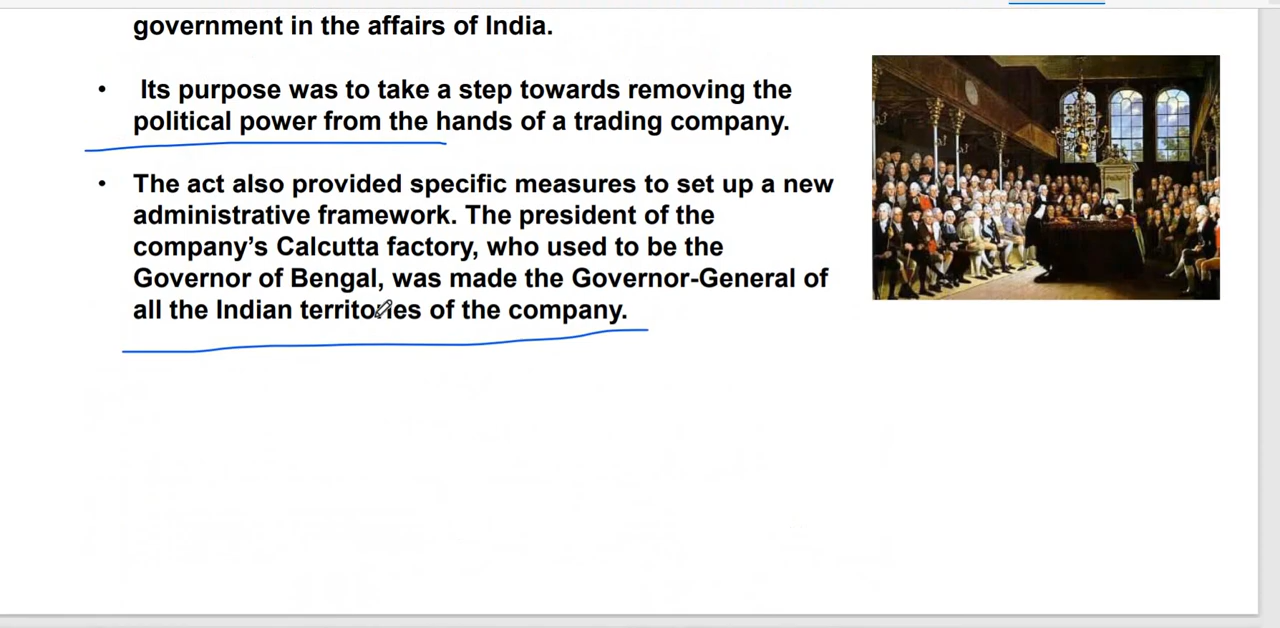 government in the affairs of India.
• Its purpose was to take a step towards removing the
political power from the hands of a trading company.
• The act also provided specific measures to set up a new
administrative framework. The president of the
company’s Calcutta factory, who used to be the
Governor of Bengal, was made the Governor-General of
all the Indian territories of the company.